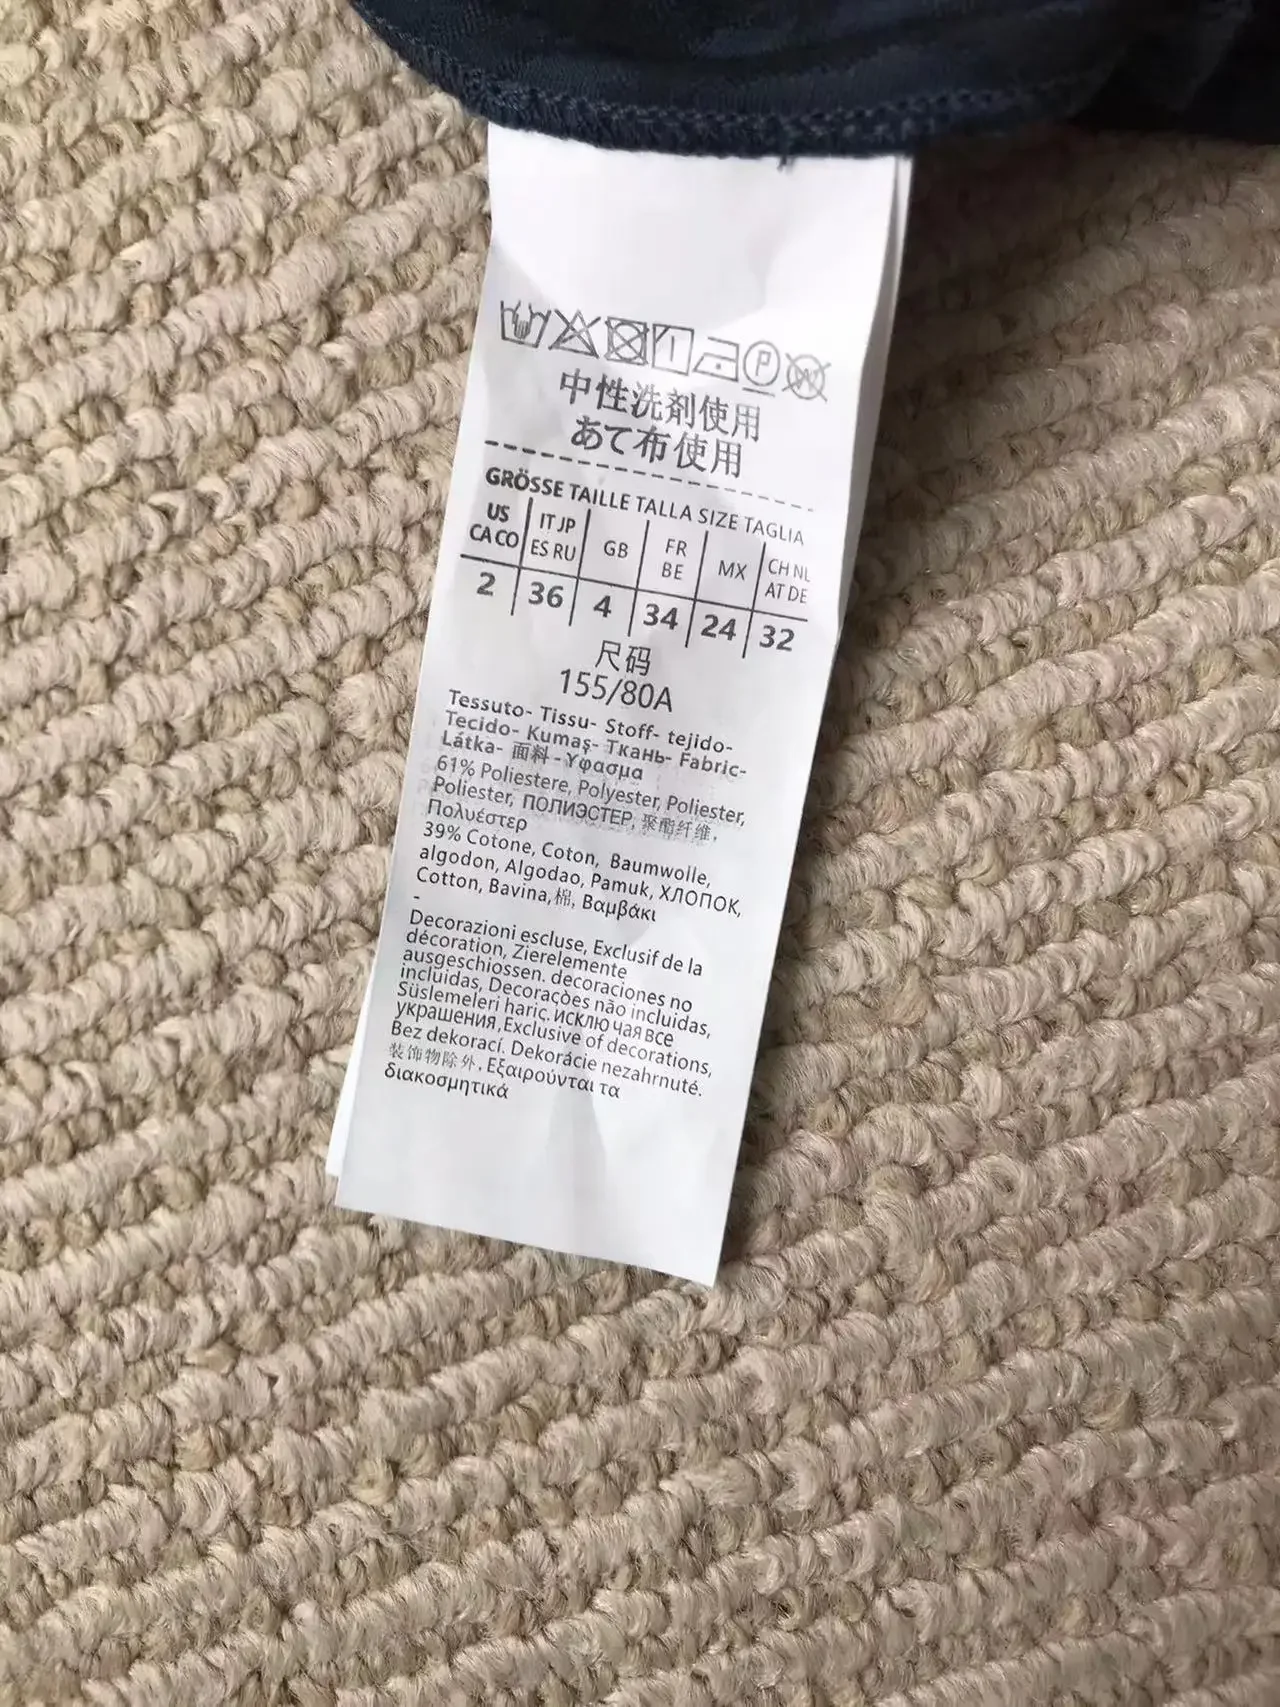 中性洗剤使用
あて布使用
GRÖSSE TAILLE TALLA SIZE TAGLIA
US CA CO | IT JP ES RU | GB | FR BE | MX | CH NL AT DE
2 | 36 | 4 | 34 | 24 | 32
尺码
155/80A
Tessuto- Tissu- Stoff- tejido-
Tecido- Kumaş- Ткань- Fabric-
Látka- 面料 - Υφασμα
61% Poliestere, Polyester, Poliester,
Poliester, ПОЛИЭСТЕР, 聚酯纤维,
Πολυέστερ
39% Cotone, Coton, Baumwolle,
algodon, Algodao, Pamuk, ХЛОПОК,
Cotton, Bavina, 棉, Βαμβάκι
-
Decorazioni escluse, Exclusif de la
décoration, Zierelemente
ausgeschiossen. decoraciones no
incluidas, Decorações não incluidas,
Süslemeleri haric. ИСКЛЮ ЧАЯ ВСЕ
украшения, Exclusive of decorations,
Bez dekorací. Dekorácie nezahrnuté.
装饰物除外, Εξαιρούνται τα
διακοσμητικά